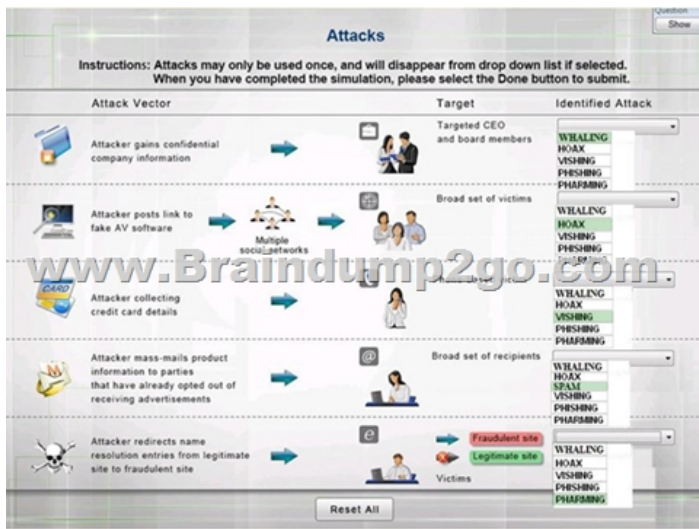 Question
Show
Attacks
Instructions: Attacks may only be used once, and will disappear from drop down list if selected.
When you have completed the simulation, please select the Done button to submit.
Attack Vector Target Identified Attack
Attacker gains confidential
company information
Targeted CEO
and board members
WHALING
HOAX
VISHING
PHISHING
PHARMING
Attacker posts link to
fake AV software
Multiple
social networks
Broad set of victims
WHALING
HOAX
VISHING
PHISHING
PHARMING
www.Braindump2go.com
CARD
Attacker collecting
credit card details
WHALING
HOAX
VISHING
PHISHING
PHARMING
Attacker mass-mails product
information to parties
that have already opted out of
receiving advertisements
@
Broad set of recipients
WHALING
HOAX
SPAM
VISHING
PHISHING
PHARMING
Attacker redirects name
resolution entries from legitimate
site to fraudulent site
e
Fraudulent site
Legitimate site
Victims
WHALING
HOAX
VISHING
PHISHING
PHARMING
Reset All